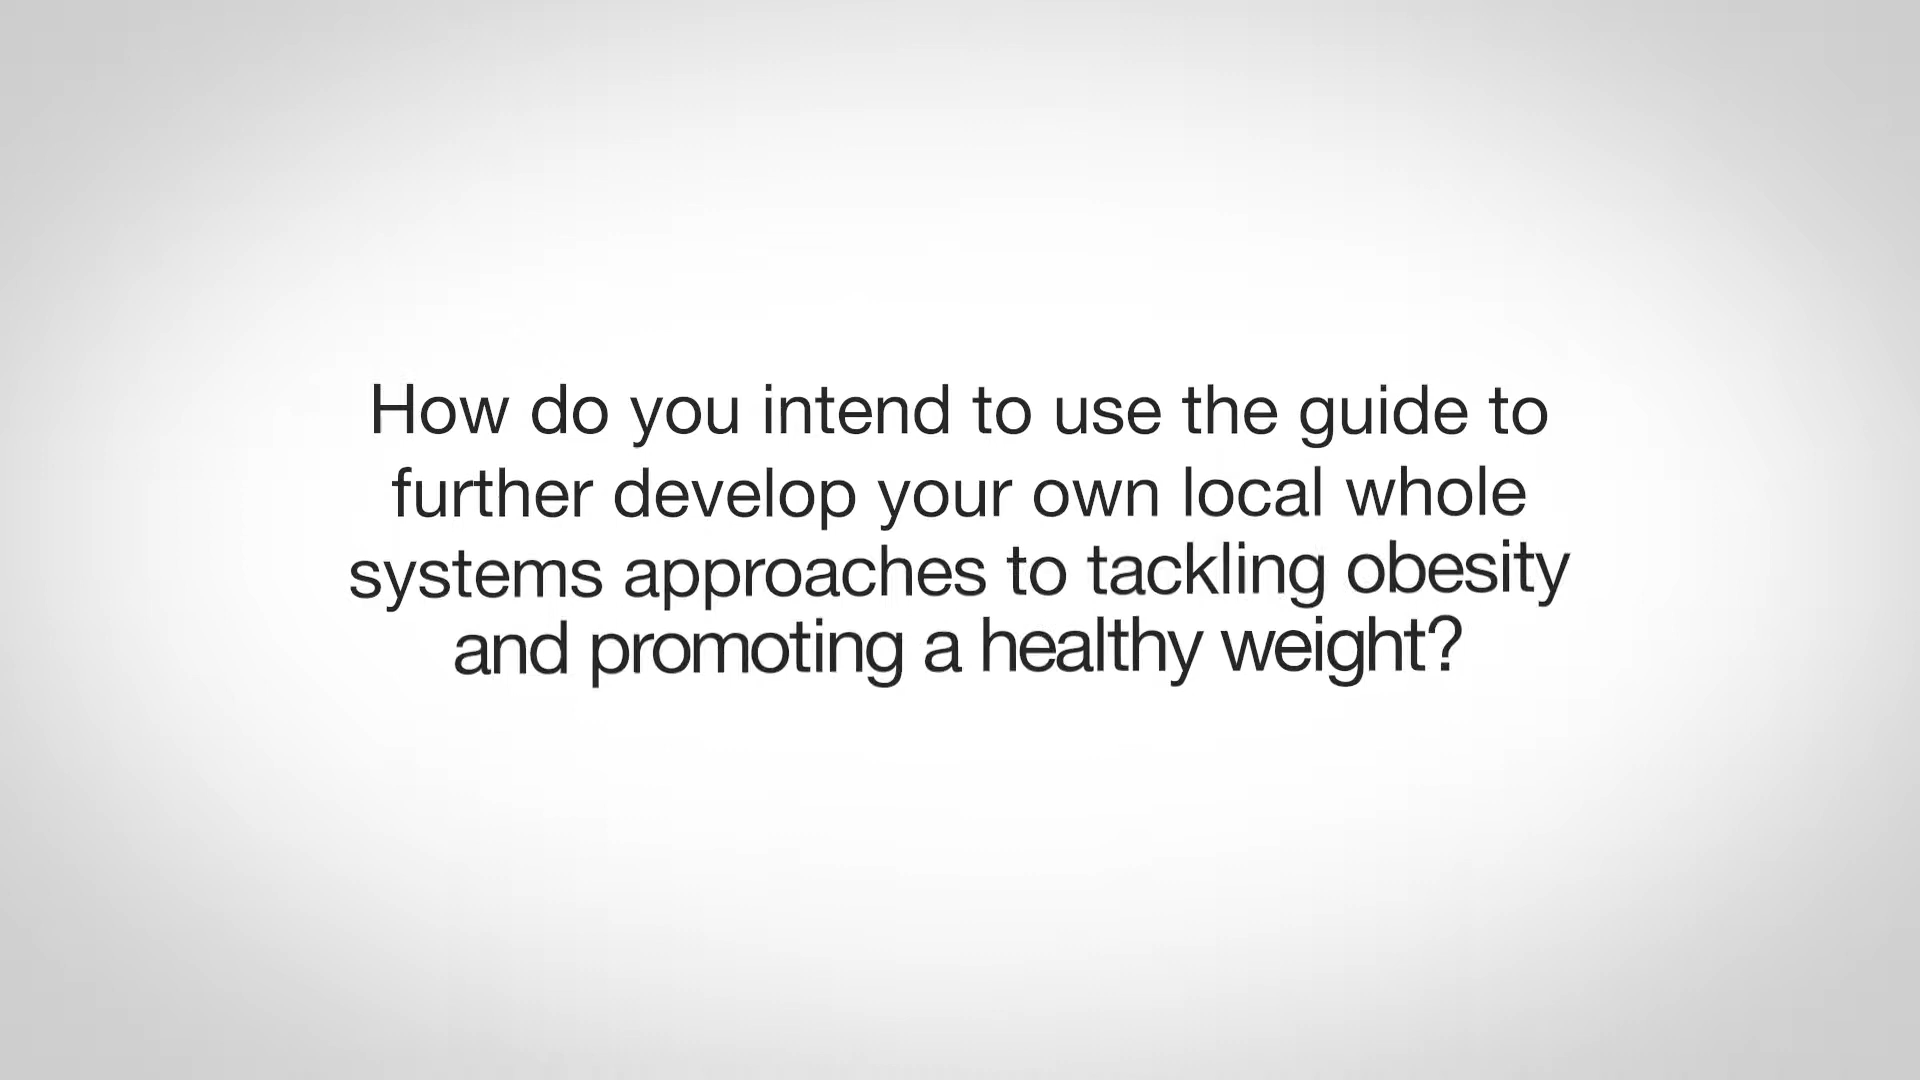 How do you intend to use the guide to
further develop your own local whole
systems approaches to tackling obesity
and promoting a healthy weight?